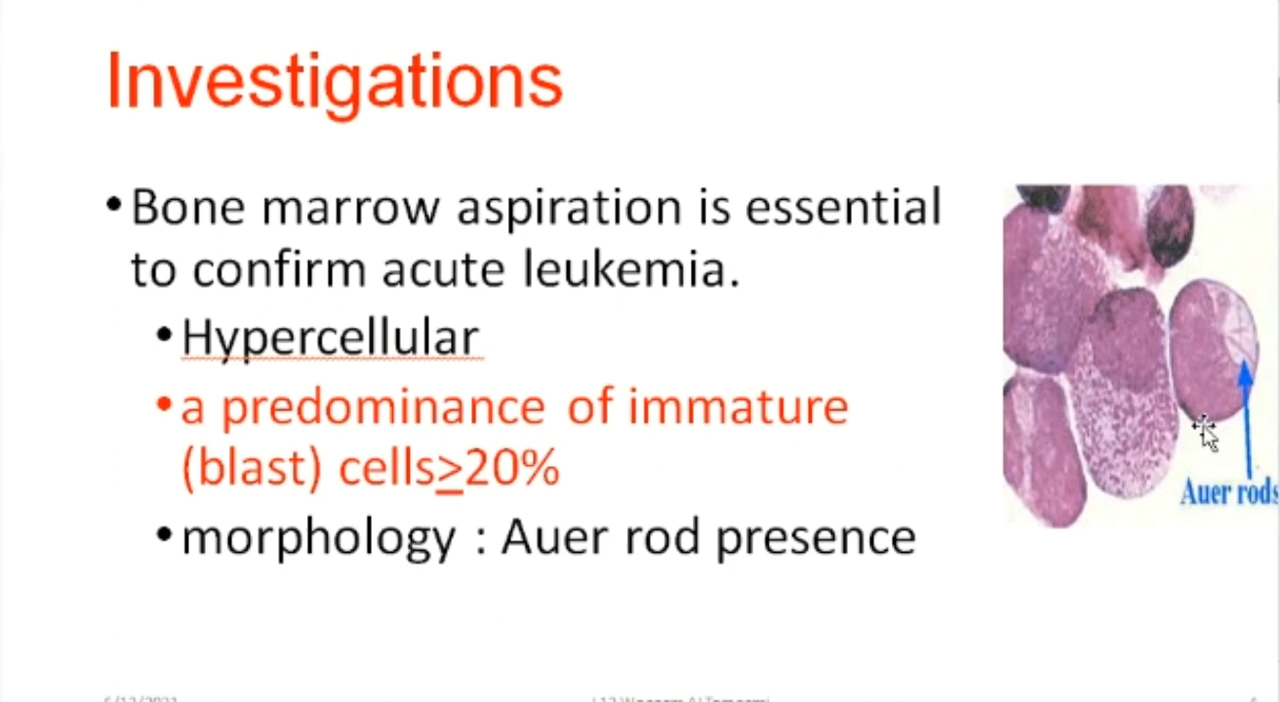 Investigations
• Bone marrow aspiration is essential
to confirm acute leukemia.
• Hypercellular
• a predominance of immature
(blast) cells≥20%
• morphology : Auer rod presence
Auer rods